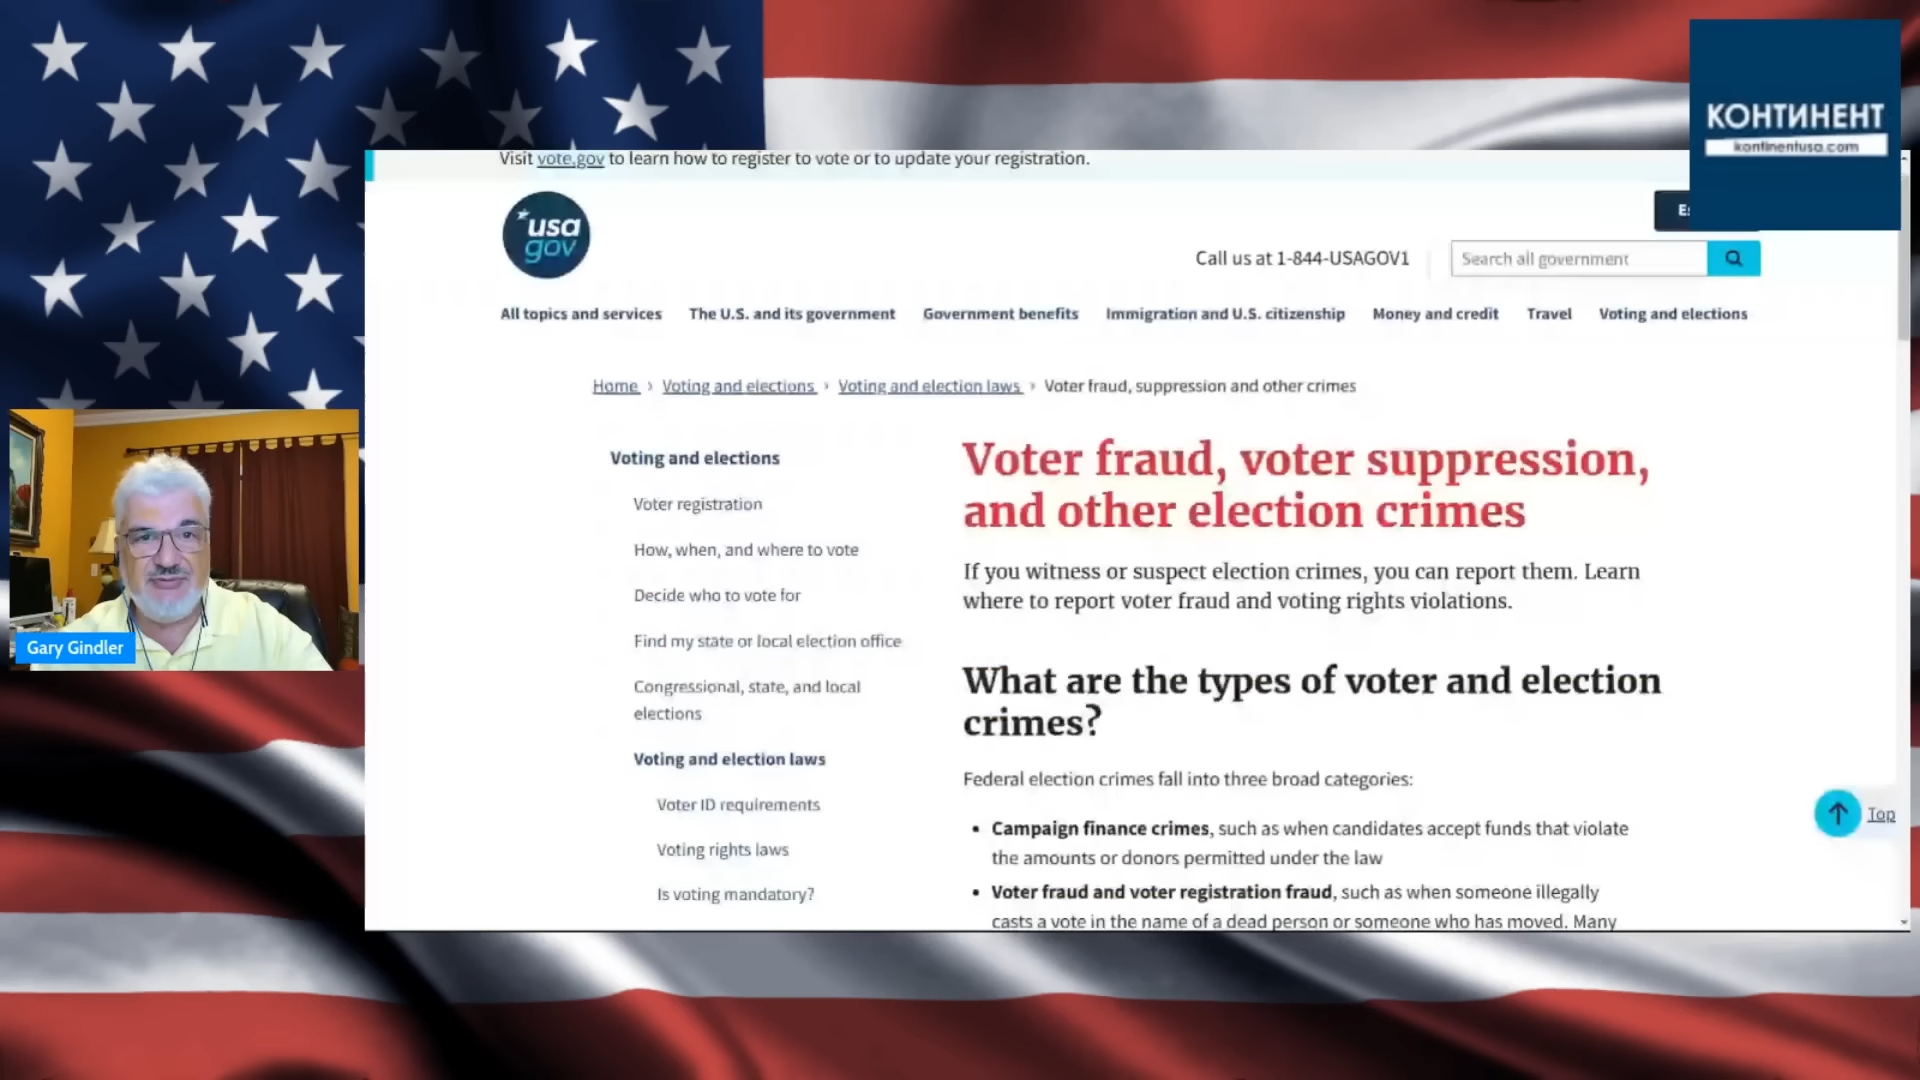 КОНТИНЕНТ
kontinentusa.com
Visit vote.gov to learn how to register to vote or to update your registration.
usa
gov
Call us at 1-844-USAGOV1
Search all government
All topics and services
The U.S. and its government
Government benefits
Immigration and U.S. citizenship
Money and credit
Travel
Voting and elections
Home › Voting and elections › Voting and election laws › Voter fraud, suppression and other crimes
Voting and elections
Voter registration
How, when, and where to vote
Decide who to vote for
Find my state or local election office
Congressional, state, and local
elections
Voting and election laws
Voter ID requirements
Voting rights laws
Is voting mandatory?
Voter fraud, voter suppression,
and other election crimes
If you witness or suspect election crimes, you can report them. Learn
where to report voter fraud and voting rights violations.
What are the types of voter and election
crimes?
Federal election crimes fall into three broad categories:
• Campaign finance crimes, such as when candidates accept funds that violate
the amounts or donors permitted under the law
• Voter fraud and voter registration fraud, such as when someone illegally
casts a vote in the name of a dead person or someone who has moved. Many
Top
Gary Gindler